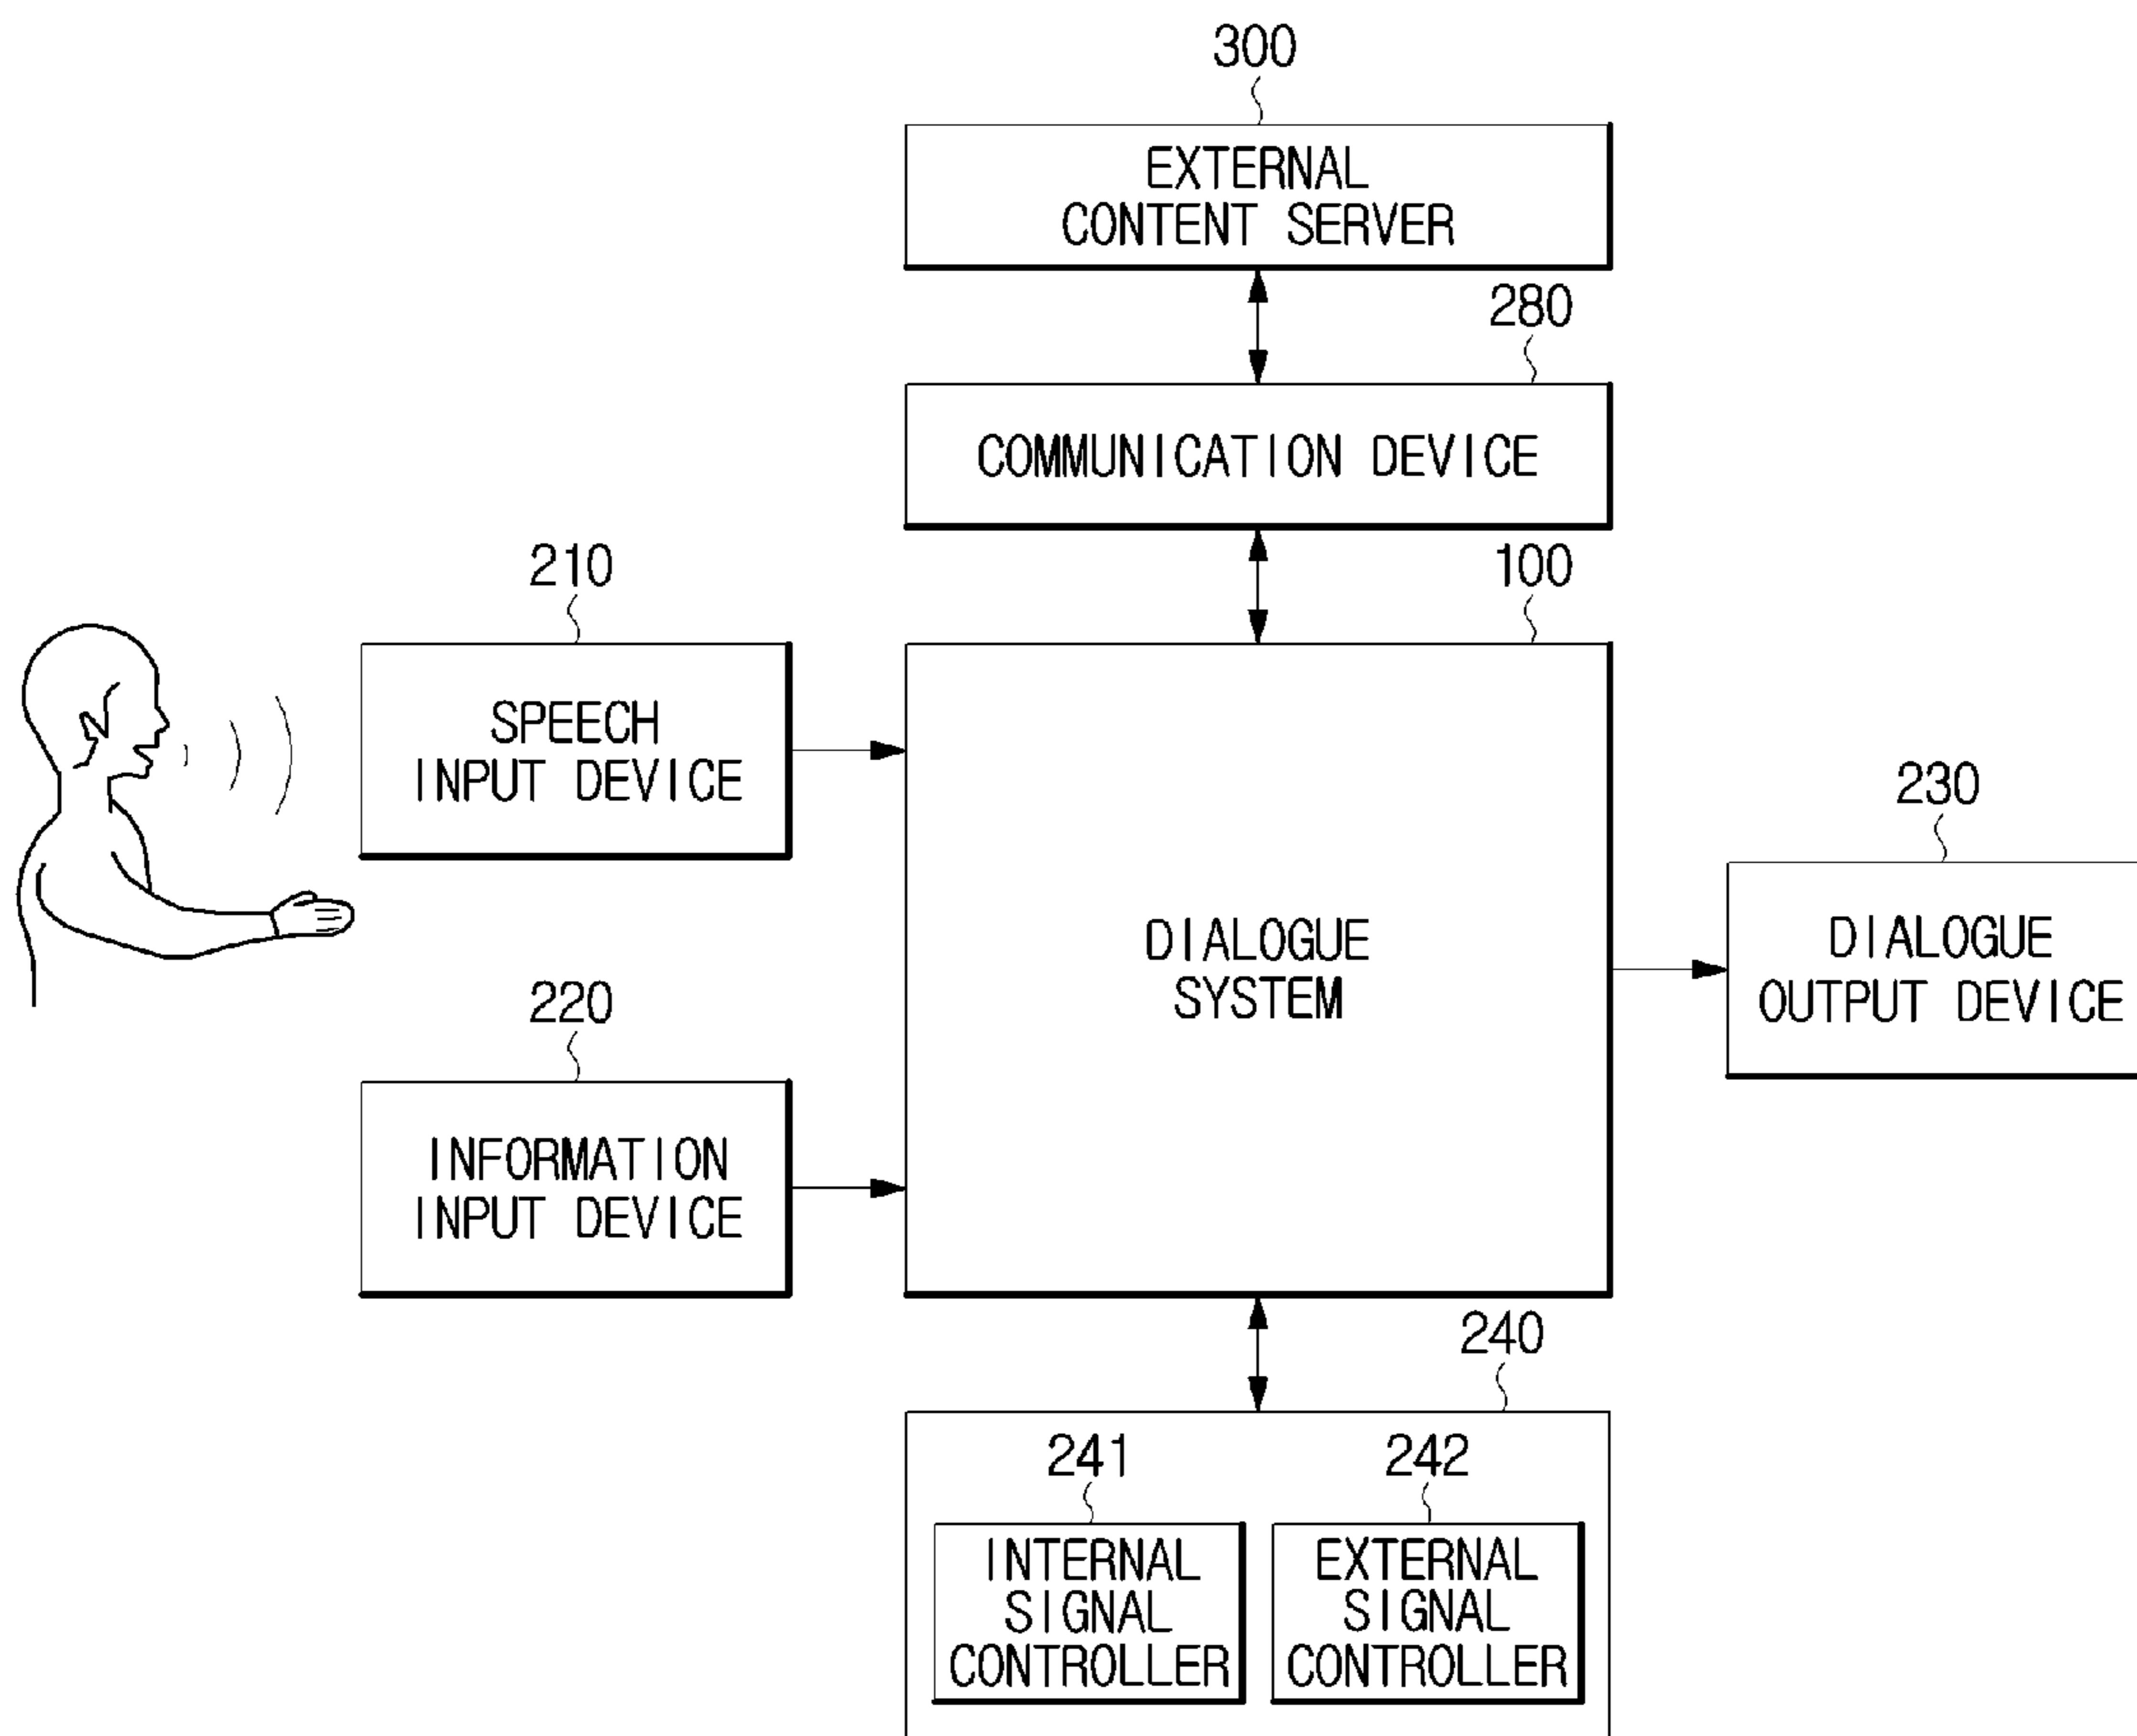 300
EXTERNAL
CONTENT SERVER
280
COMMUNICATION DEVICE
210
100
SPEECH
INPUT DEVICE
230
DIALOGUE
SYSTEM
DIALOGUE
OUTPUT DEVICE
220
INFORMATION
INPUT DEVICE
240
241
242
INTERNAL
SIGNAL
CONTROLLER
EXTERNAL
SIGNAL
CONTROLLER